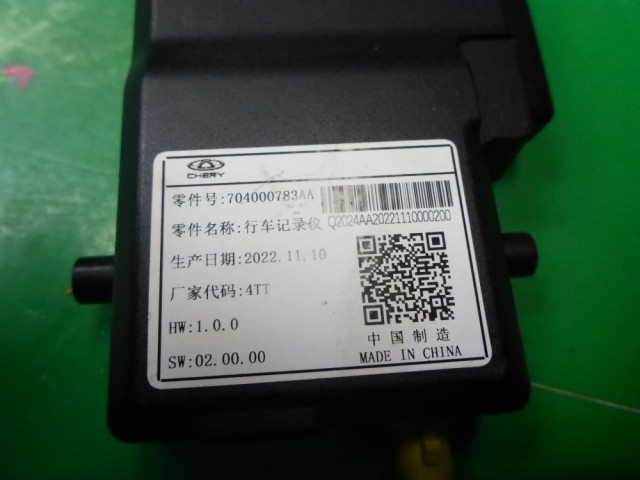 CHERY
零件号:704000783AA
零件名称:行车记录仪
Q2024AA20221110000200
生产日期:2022.11.10
厂家代码:4TT
HW:1.0.0
SW:02.00.00
中国制造
MADE IN CHINA